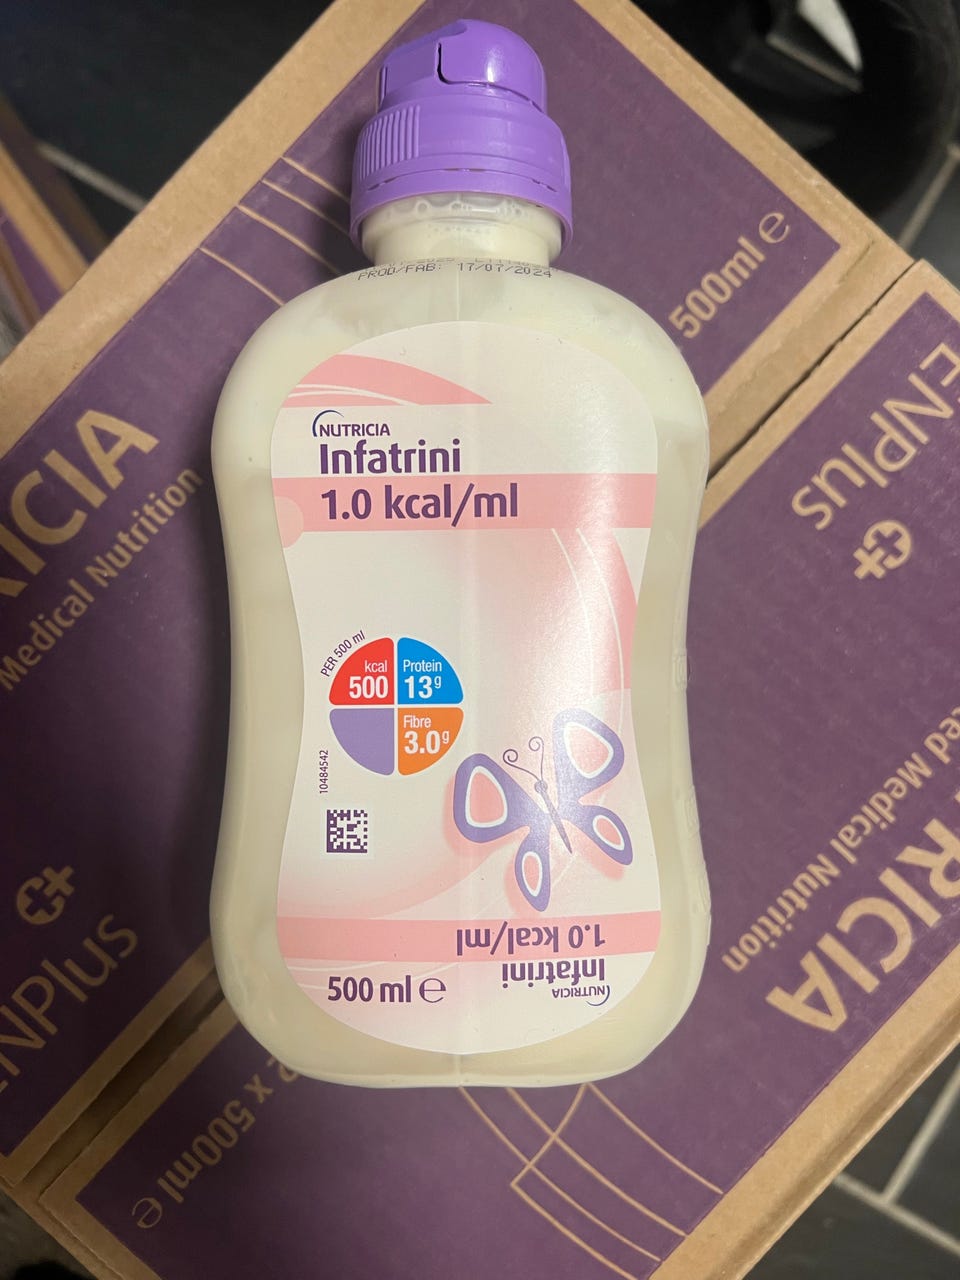 PROD/FAB: 17/07/2024
NUTRICIA
Infatrini
1.0 kcal/ml
PER 500 ml
kcal
500
Protein
13g
Fibre
3.0g
10484542
1.0 kcal/ml
Infatrini
NUTRICIA
500 ml e
500ml e
ENPlus
RICIA
Medical Nutrition
ENPlus
RICIA
Medical Nutrition
2 x 500ml e